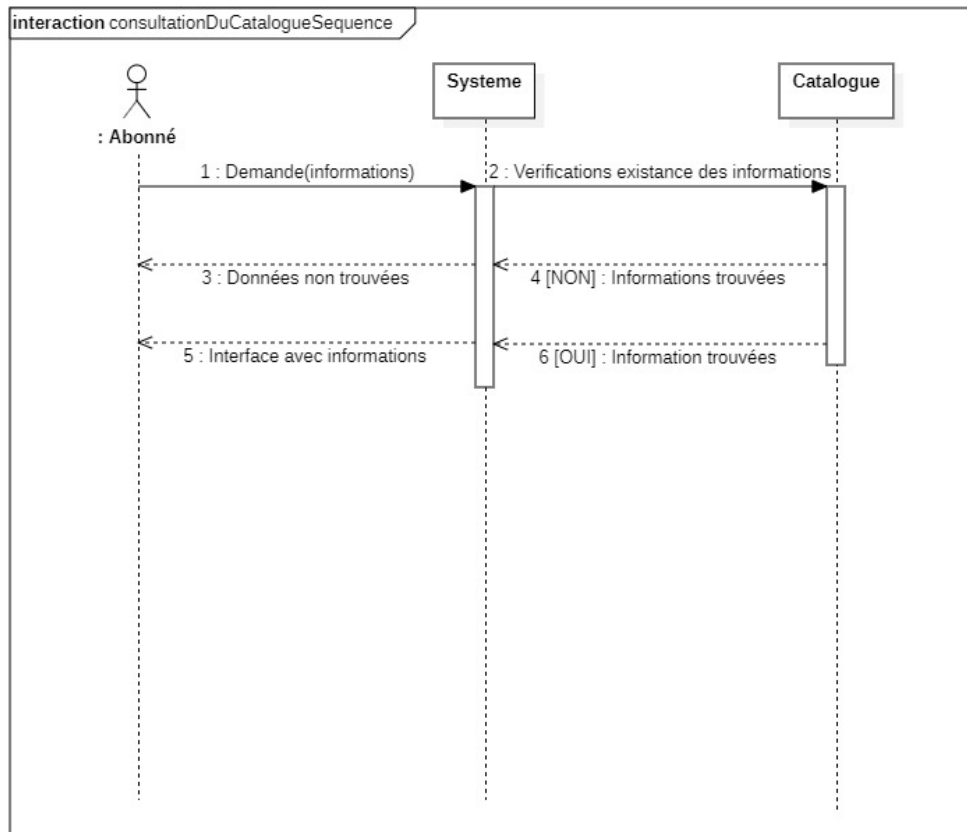 interaction consultationDuCatalogueSequence
Systeme
Catalogue
: Abonné
1 : Demande(informations)
2 : Verifications existance des informations
3 : Données non trouvées
4 [NON] : Informations trouvées
5 : Interface avec informations
6 [OUI] : Information trouvées